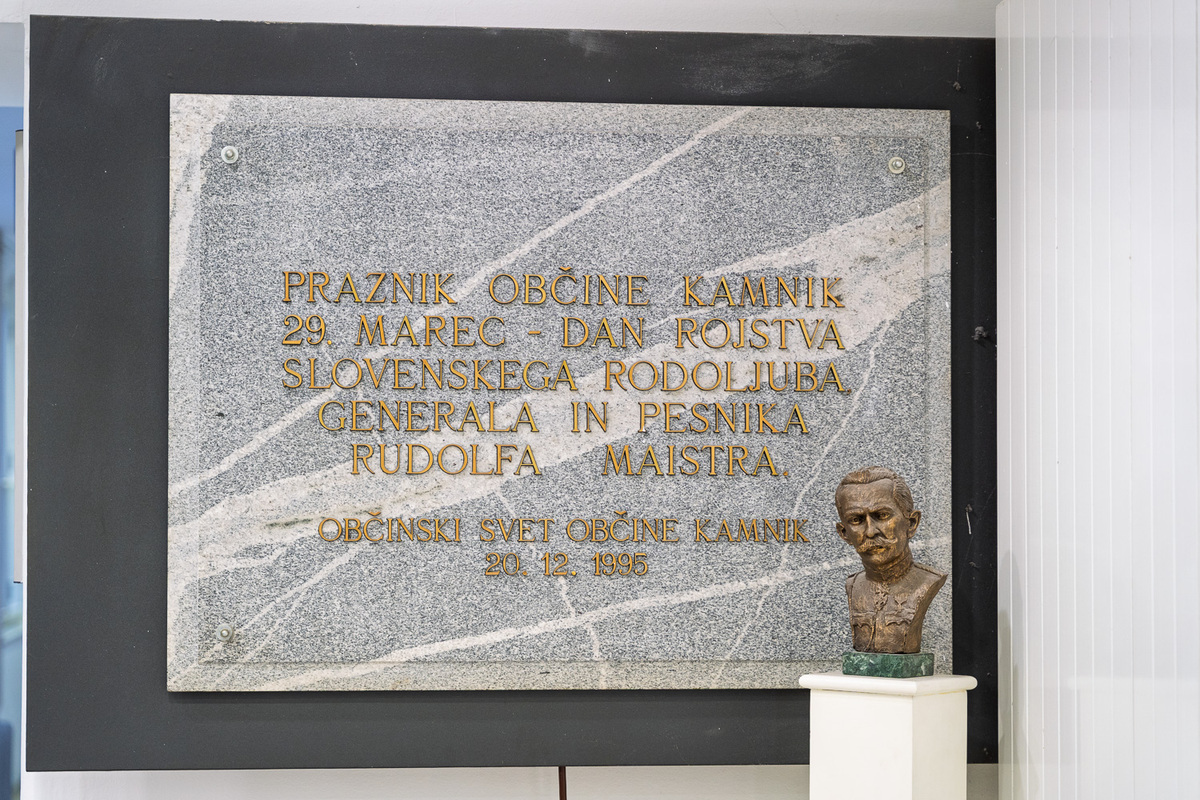 PRAZNIK OBČINE KAMNIK
29. MAREC - DAN ROJSTVA
SLOVENSKEGA RODOLJUBA
GENERALA IN PESNIKA
RUDOLFA MAISTRA.
OBČINSKI SVET OBČINE KAMNIK
20. 12. 1995